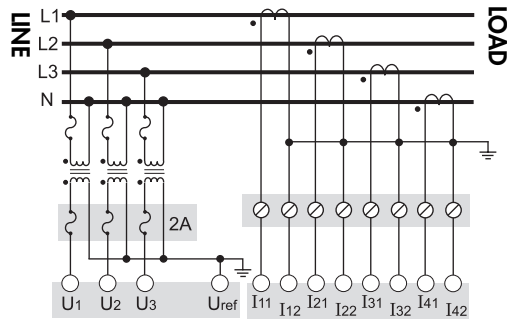 L1
L2
L3
N
LINE
LOAD
2A
U1 U2 U3 Uref I11 I12 I21 I22 I31 I32 I41 I42